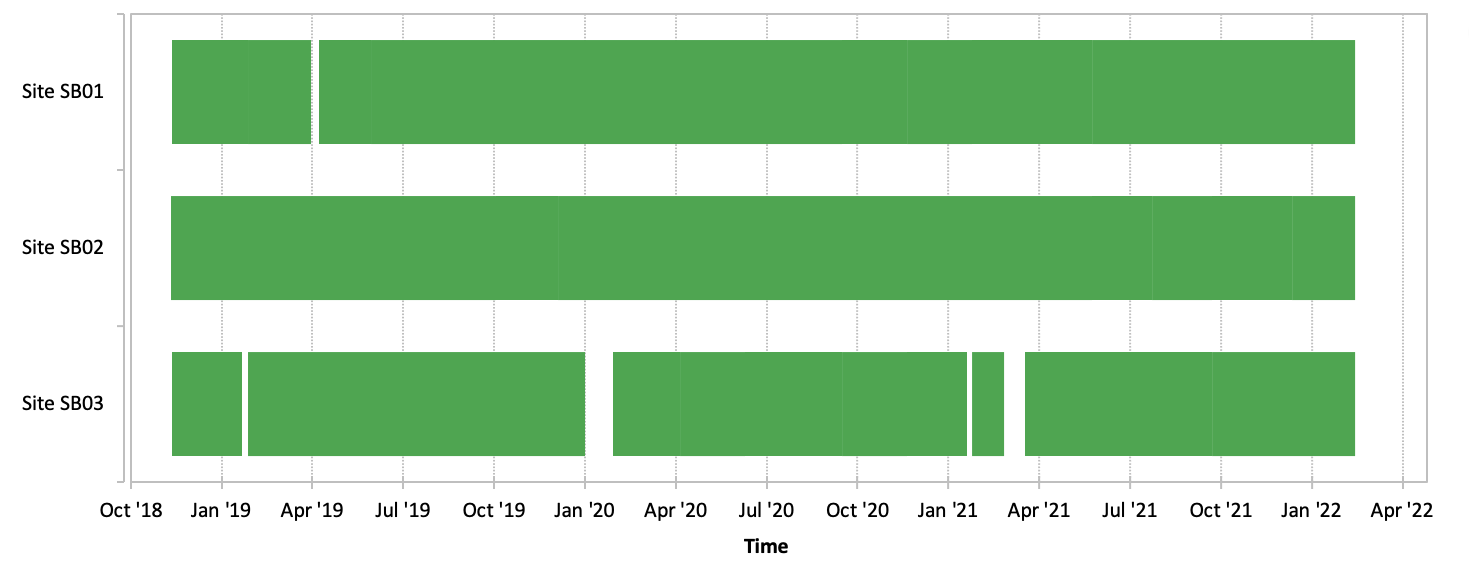 Site SB01
Site SB02
Site SB03
Oct '18 Jan '19 Apr '19 Jul '19 Oct '19 Jan '20 Apr '20 Jul '20 Oct '20 Jan '21 Apr '21 Jul '21 Oct '21 Jan '22 Apr '22
Time